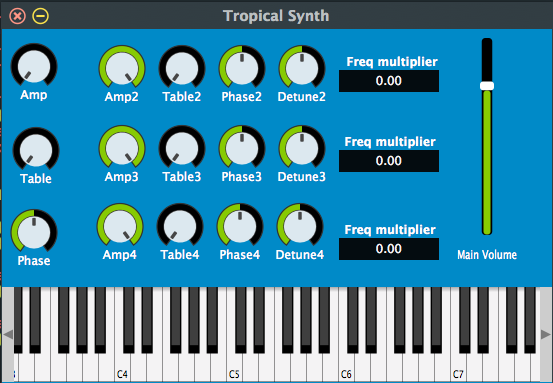 Tropical Synth
Amp
Amp2
Table2
Phase2
Detune2
Freq multiplier
0.00
Table
Amp3
Table3
Phase3
Detune3
Freq multiplier
0.00
Phase
Amp4
Table4
Phase4
Detune4
Freq multiplier
0.00
Main Volume
C4
C5
C6
C7